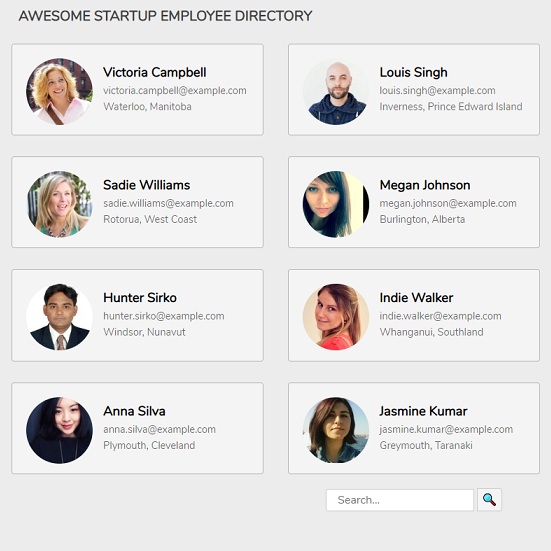 AWESOME STARTUP EMPLOYEE DIRECTORY
Victoria Campbell
victoria.campbell@example.com
Waterloo, Manitoba
Louis Singh
louis.singh@example.com
Inverness, Prince Edward Island
Sadie Williams
sadie.williams@example.com
Rotorua, West Coast
Megan Johnson
megan.johnson@example.com
Burlington, Alberta
Hunter Sirko
hunter.sirko@example.com
Windsor, Nunavut
Indie Walker
indie.walker@example.com
Whanganui, Southland
Anna Silva
anna.silva@example.com
Plymouth, Cleveland
Jasmine Kumar
jasmine.kumar@example.com
Greymouth, Taranaki
Search...